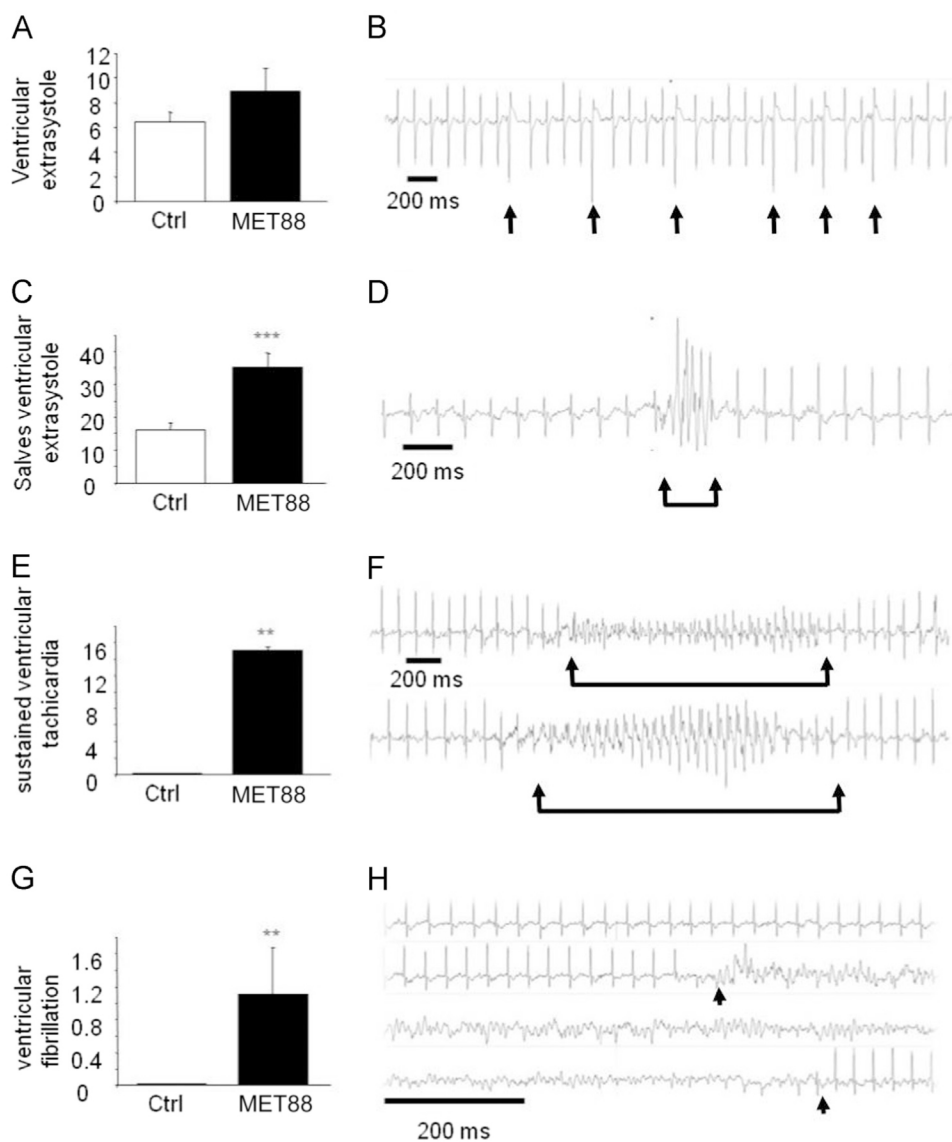 A
Ventricular
extrasystole
12
10
8
6
4
2
0
Ctrl MET88
B
200 ms
C
Salves ventricular
extrasystole
40
30
20
10
0
***
Ctrl MET88
D
200 ms
E
sustained ventricular
tachicardia
16
12
8
4
0
**
Ctrl MET88
F
200 ms
G
ventricular
fibrillation
1.6
1.2
0.8
0.4
0
**
Ctrl MET88
H
200 ms